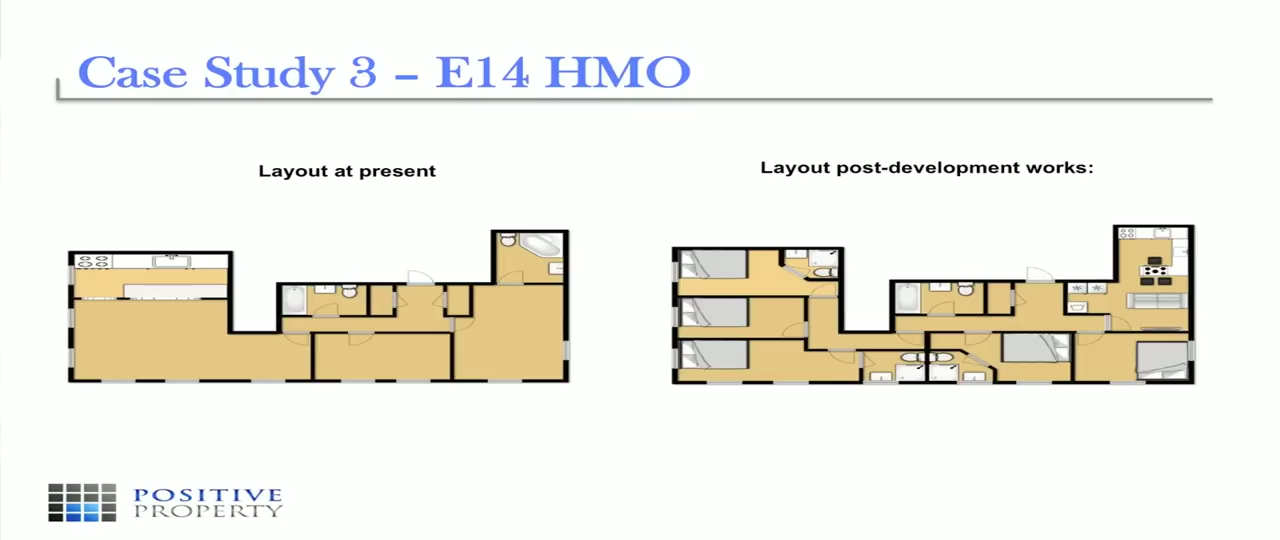 Case Study 3 – E14 HMO
Layout at present
Layout post-development works:
POSITIVE
PROPERTY